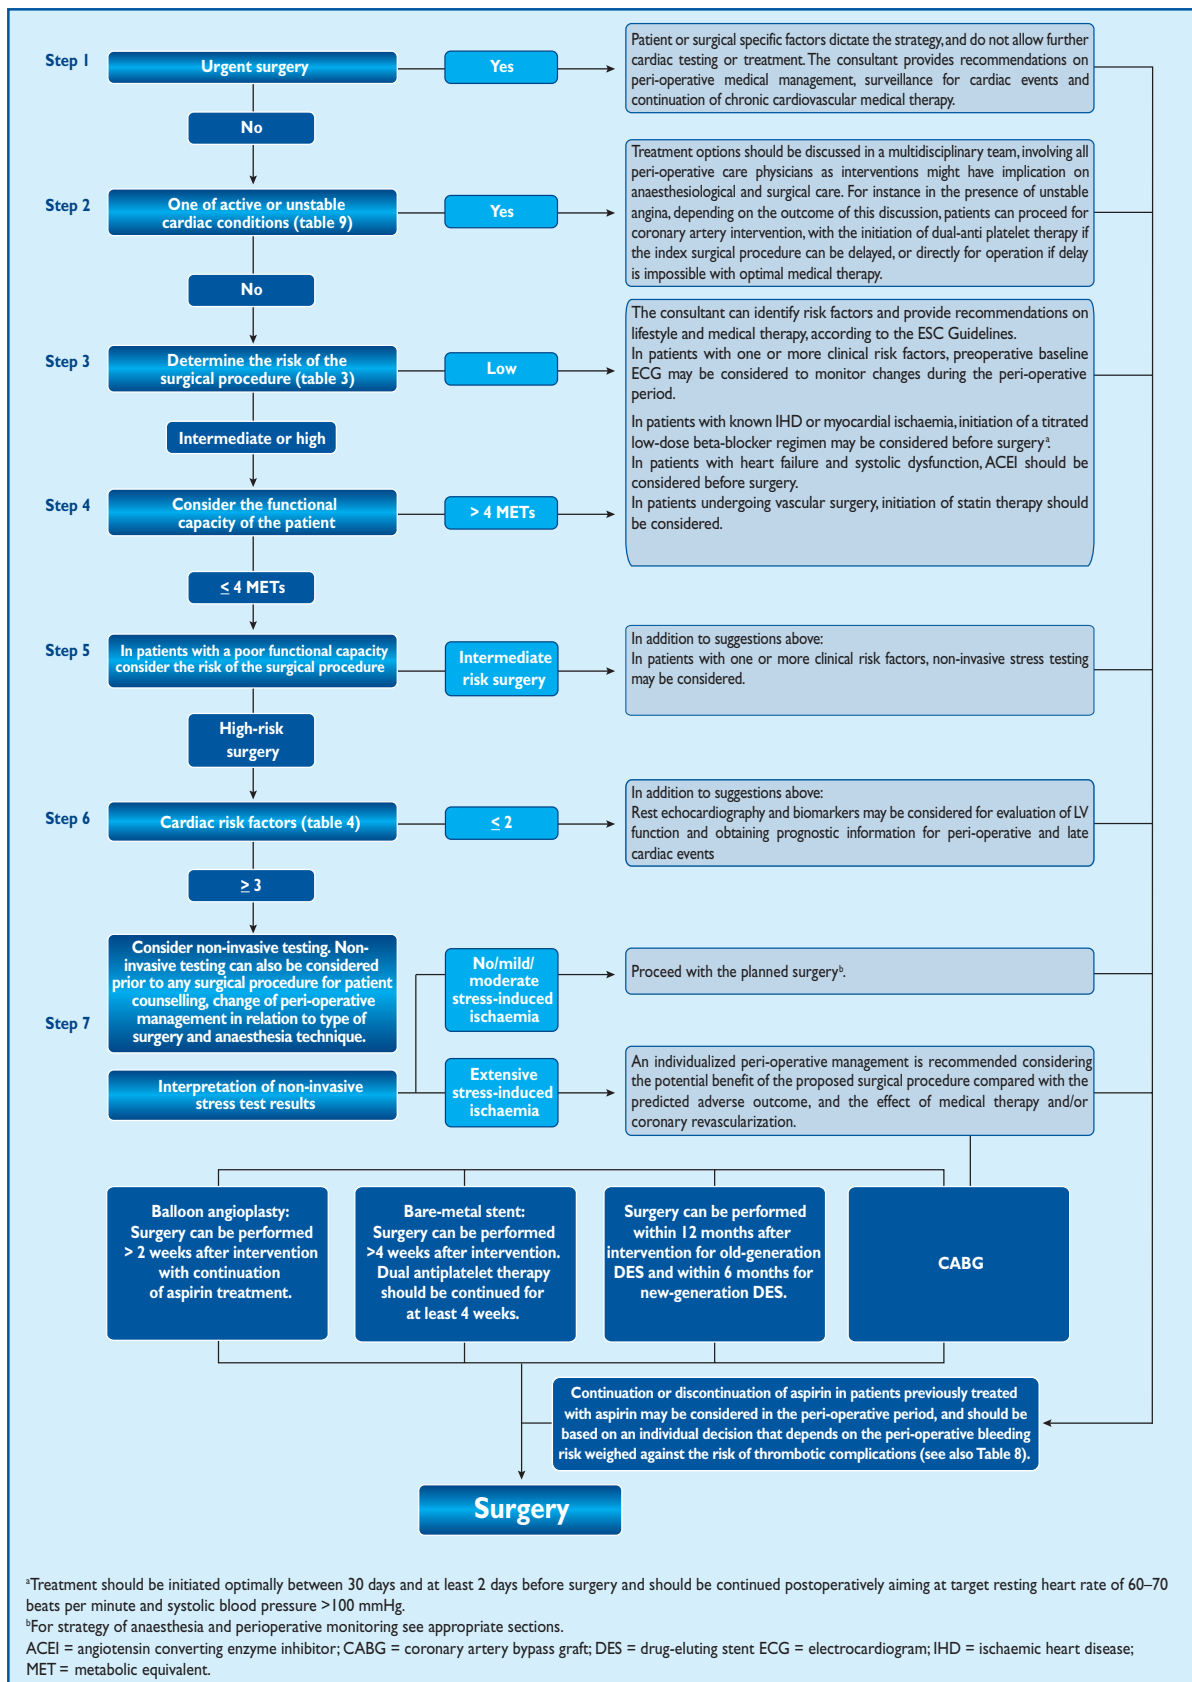 Step 1
Urgent surgery
Yes
Patient or surgical specific factors dictate the strategy, and do not allow further
cardiac testing or treatment. The consultant provides recommendations on
peri-operative medical management, surveillance for cardiac events and
continuation of chronic cardiovascular medical therapy.
No
Step 2
One of active or unstable
cardiac conditions (table 9)
Yes
Treatment options should be discussed in a multidisciplinary team, involving all
peri-operative care physicians as interventions might have implication on
anaesthesiological and surgical care. For instance in the presence of unstable
angina, depending on the outcome of this discussion, patients can proceed for
coronary artery intervention, with the initiation of dual-anti platelet therapy if
the index surgical procedure can be delayed, or directly for operation if delay
is impossible with optimal medical therapy.
No
Step 3
Determine the risk of the
surgical procedure (table 3)
Low
The consultant can identify risk factors and provide recommendations on
lifestyle and medical therapy, according to the ESC Guidelines.
In patients with one or more clinical risk factors, preoperative baseline
ECG may be considered to monitor changes during the peri-operative
period.
In patients with known IHD or myocardial ischaemia, initiation of a titrated
low-dose beta-blocker regimen may be considered before surgeryª.
In patients with heart failure and systolic dysfunction, ACEI should be
considered before surgery.
In patients undergoing vascular surgery, initiation of statin therapy should
be considered.
Intermediate or high
Step 4
Consider the functional
capacity of the patient
> 4 METs
≤ 4 METs
Step 5
In patients with a poor functional capacity
consider the risk of the surgical procedure
Intermediate
risk surgery
In addition to suggestions above:
In patients with one or more clinical risk factors, non-invasive stress testing
may be considered.
High-risk
surgery
Step 6
Cardiac risk factors (table 4)
≤ 2
In addition to suggestions above:
Rest echocardiography and biomarkers may be considered for evaluation of LV
function and obtaining prognostic information for peri-operative and late
cardiac events
≥ 3
Step 7
Consider non-invasive testing. Non-
invasive testing can also be considered
prior to any surgical procedure for patient
counselling, change of peri-operative
management in relation to type of
surgery and anaesthesia technique.
No/mild/
moderate
stress-induced
ischaemia
Proceed with the planned surgeryᵇ.
Interpretation of non-invasive
stress test results
Extensive
stress-induced
ischaemia
An individualized peri-operative management is recommended considering
the potential benefit of the proposed surgical procedure compared with the
predicted adverse outcome, and the effect of medical therapy and/or
coronary revascularization.
Balloon angioplasty:
Surgery can be performed
> 2 weeks after intervention
with continuation
of aspirin treatment.
Bare-metal stent:
Surgery can be performed
>4 weeks after intervention.
Dual antiplatelet therapy
should be continued for
at least 4 weeks.
Surgery can be performed
within 12 months after
intervention for old-generation
DES and within 6 months for
new-generation DES.
CABG
Continuation or discontinuation of aspirin in patients previously treated
with aspirin may be considered in the peri-operative period, and should be
based on an individual decision that depends on the peri-operative bleeding
risk weighed against the risk of thrombotic complications (see also Table 8).
Surgery
ªTreatment should be initiated optimally between 30 days and at least 2 days before surgery and should be continued postoperatively aiming at target resting heart rate of 60–70
beats per minute and systolic blood pressure >100 mmHg.
ᵇFor strategy of anaesthesia and perioperative monitoring see appropriate sections.
ACEI = angiotensin converting enzyme inhibitor; CABG = coronary artery bypass graft; DES = drug-eluting stent ECG = electrocardiogram; IHD = ischaemic heart disease;
MET = metabolic equivalent.